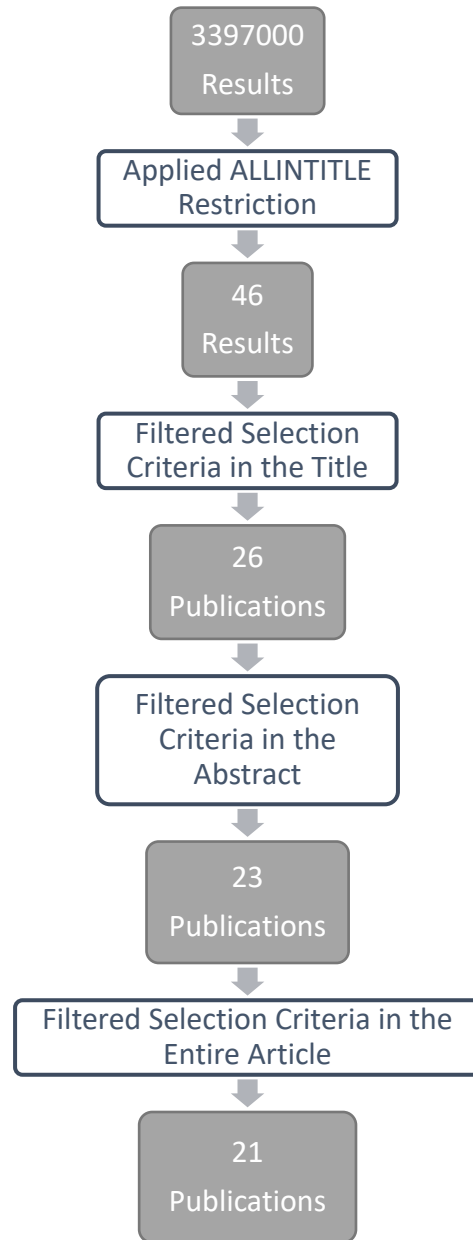 3397000
Results
Applied ALLINTITLE
Restriction
46
Results
Filtered Selection
Criteria in the Title
26
Publications
Filtered Selection
Criteria in the
Abstract
23
Publications
Filtered Selection Criteria in the
Entire Article
21
Publications